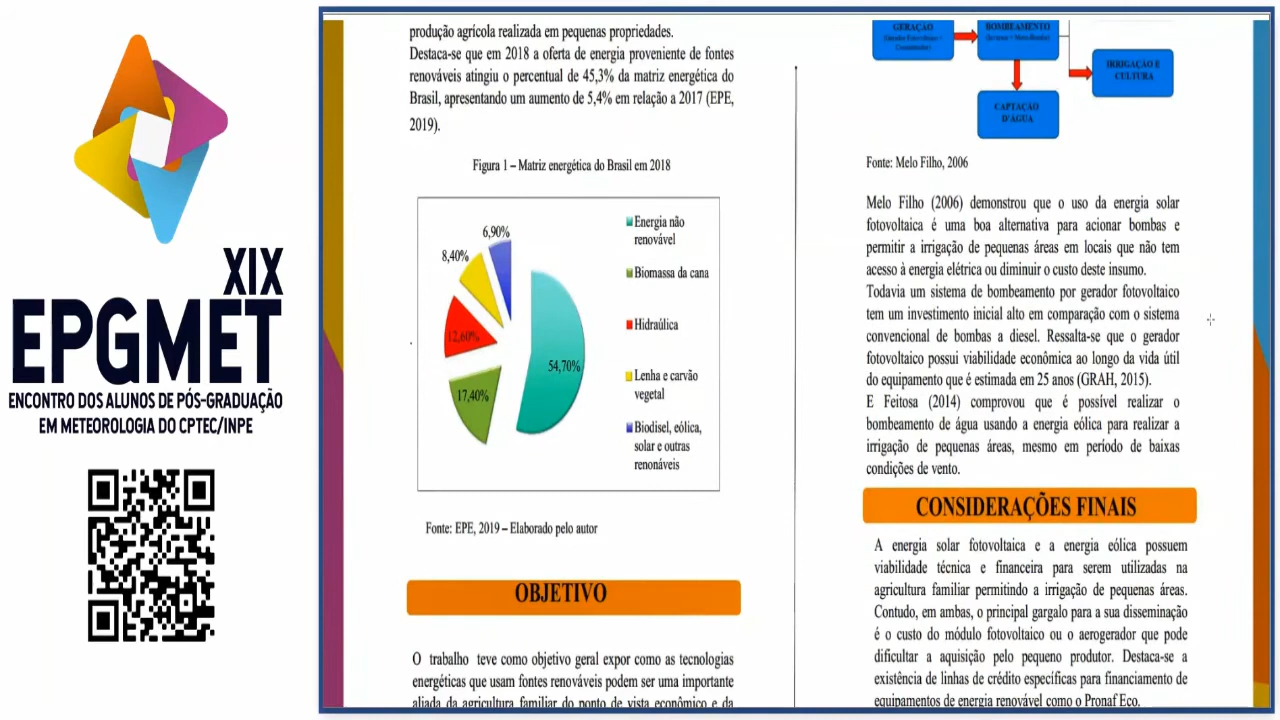 XIX
EPGMET
ENCONTRO DOS ALUNOS DE PÓS-GRADUAÇÃO
EM METEOROLOGIA DO CPTEC/INPE
produção agrícola realizada em pequenas propriedades.
Destaca-se que em 2018 a oferta de energia proveniente de fontes
renováveis atingiu o percentual de 45,3% da matriz energética do
Brasil, apresentando um aumento de 5,4% em relação a 2017 (EPE,
2019).
Figura 1 – Matriz energética do Brasil em 2018
6,90%
8,40%
12,60%
17,40%
54,70%
Energia não
renovável
Biomassa da cana
Hidraúlica
Lenha e carvão
vegetal
Biodisel, eólica,
solar e outras
renonáveis
Fonte: EPE, 2019 – Elaborado pelo autor
OBJETIVO
O trabalho teve como objetivo geral expor como as tecnologias
energéticas que usam fontes renováveis podem ser uma importante
aliada da agricultura familiar do ponto de vista econômico e da
GERAÇÃO
BOMBEAMENTO
IRRIGAÇÃO E
CULTURA
CAPTAÇÃO
D'AGUA
Fonte: Melo Filho, 2006
Melo Filho (2006) demonstrou que o uso da energia solar
fotovoltaica é uma boa alternativa para acionar bombas e
permitir a irrigação de pequenas áreas em locais que não tem
acesso à energia elétrica ou diminuir o custo deste insumo.
Todavia um sistema de bombeamento por gerador fotovoltaico
tem um investimento inicial alto em comparação com o sistema
convencional de bombas a diesel. Ressalta-se que o gerador
fotovoltaico possui viabilidade econômica ao longo da vida útil
do equipamento que é estimada em 25 anos (GRAH, 2015).
E Feitosa (2014) comprovou que é possível realizar o
bombeamento de água usando a energia eólica para realizar a
irrigação de pequenas áreas, mesmo em período de baixas
condições de vento.
CONSIDERAÇÕES FINAIS
A energia solar fotovoltaica e a energia eólica possuem
viabilidade técnica e financeira para serem utilizadas na
agricultura familiar permitindo a irrigação de pequenas áreas.
Contudo, em ambas, o principal gargalo para a sua disseminação
é o custo do módulo fotovoltaico ou o aerogerador que pode
dificultar a aquisição pelo pequeno produtor. Destaca-se a
existência de linhas de crédito específicas para financiamento de
equipamentos de energia renovável como o Pronaf Eco.